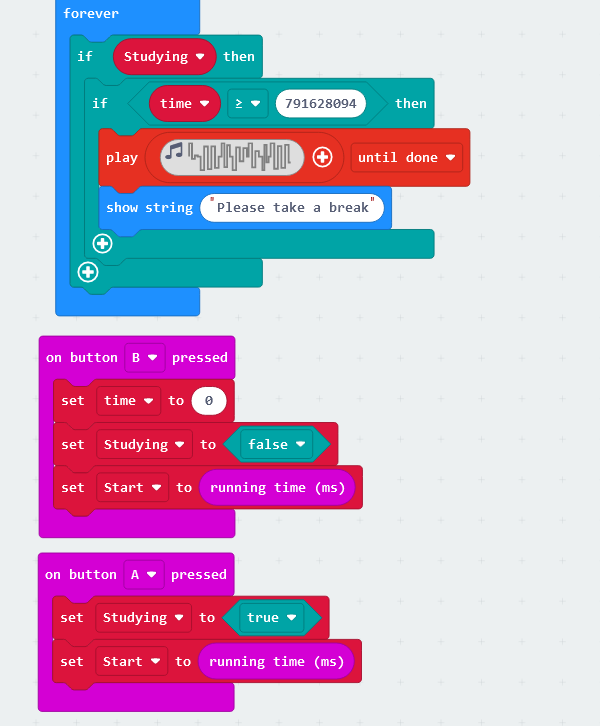 forever
if Studying then
if time ≥ 791628094 then
play until done
show string "Please take a break"
on button B pressed
set time to 0
set Studying to false
set Start to running time (ms)
on button A pressed
set Studying to true
set Start to running time (ms)